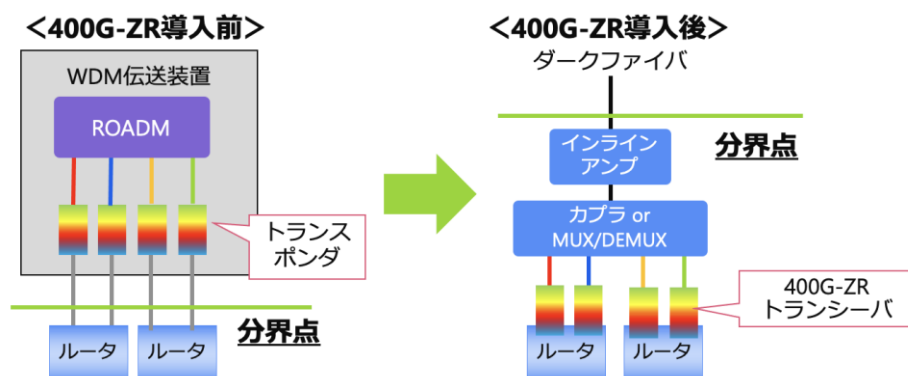 <400G-ZR導入前>
WDM伝送装置
ROADM
トランス
ポンダ
分界点
ルータ
ルータ
<400G-ZR導入後>
ダークファイバ
分界点
インライン
アンプ
カプラ or
MUX/DEMUX
400G-ZR
トランシーバ
ルータ
ルータ